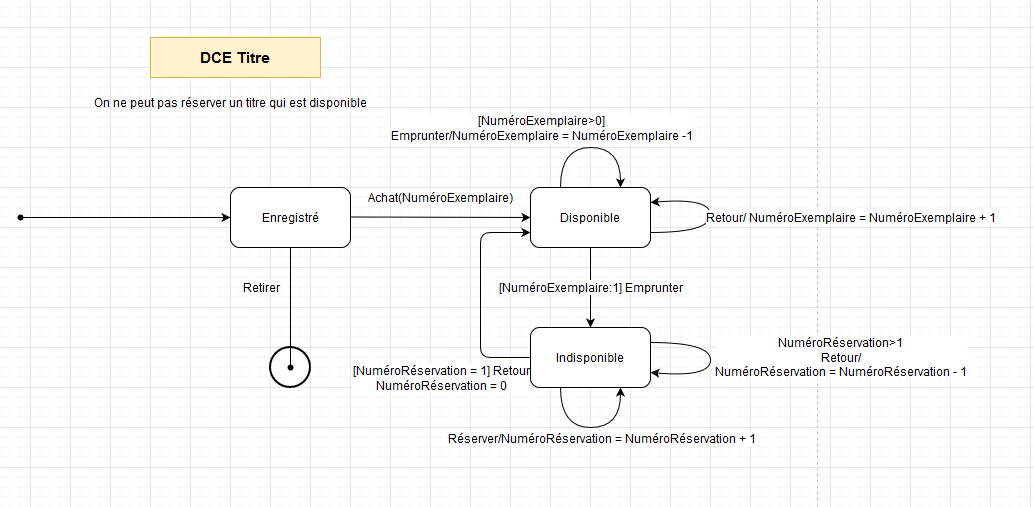 DCE Titre
On ne peut pas réserver un titre qui est disponible
[NuméroExemplaire>0]
Emprunter/NuméroExemplaire = NuméroExemplaire -1
Achat(NuméroExemplaire)
Enregistré
Disponible
Retour/ NuméroExemplaire = NuméroExemplaire + 1
Retirer
[NuméroExemplaire:1] Emprunter
Indisponible
NuméroRéservation>1
Retour/
NuméroRéservation = NuméroRéservation - 1
[NuméroRéservation = 1] Retour
NuméroRéservation = 0
Réserver/NuméroRéservation = NuméroRéservation + 1